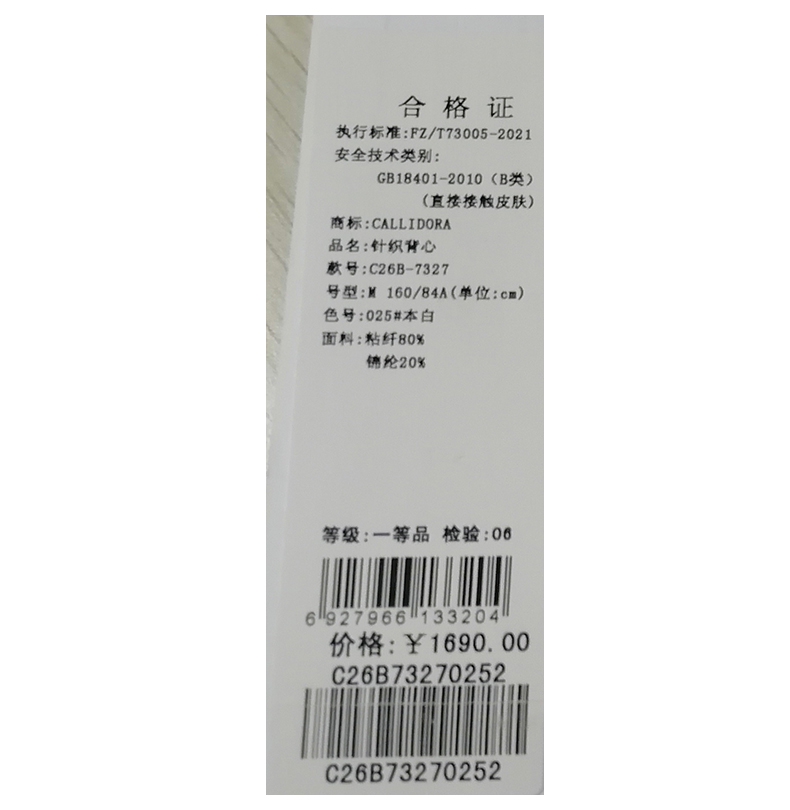 合格证
执行标准:FZ/T73005-2021
安全技术类别:
GB18401-2010（B类）
(直接接触皮肤)
商标:CALLIDORA
品名:针织背心
款号:C26B-7327
号型:M 160/84A(单位:cm)
色号:025#本白
面料:粘纤80%
锦纶20%
等级:一等品 检验:06
6 927966 133204
价格:￥1690.00
C26B73270252
C26B73270252